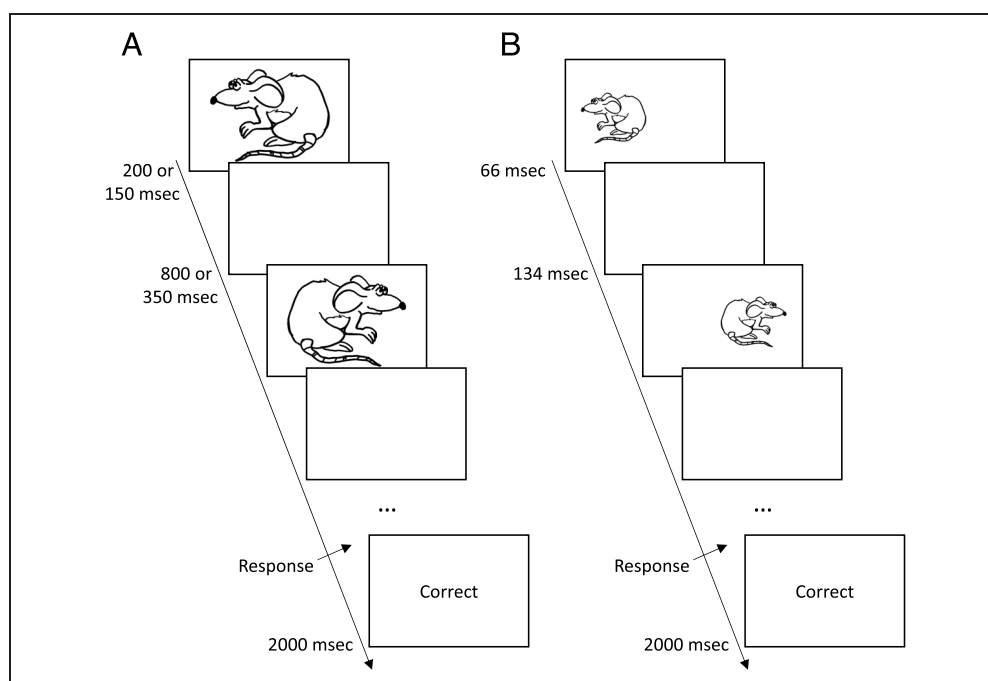 A
B
200 or
150 msec
66 msec
800 or
350 msec
134 msec
...
...
Response
Response
Correct
Correct
2000 msec
2000 msec